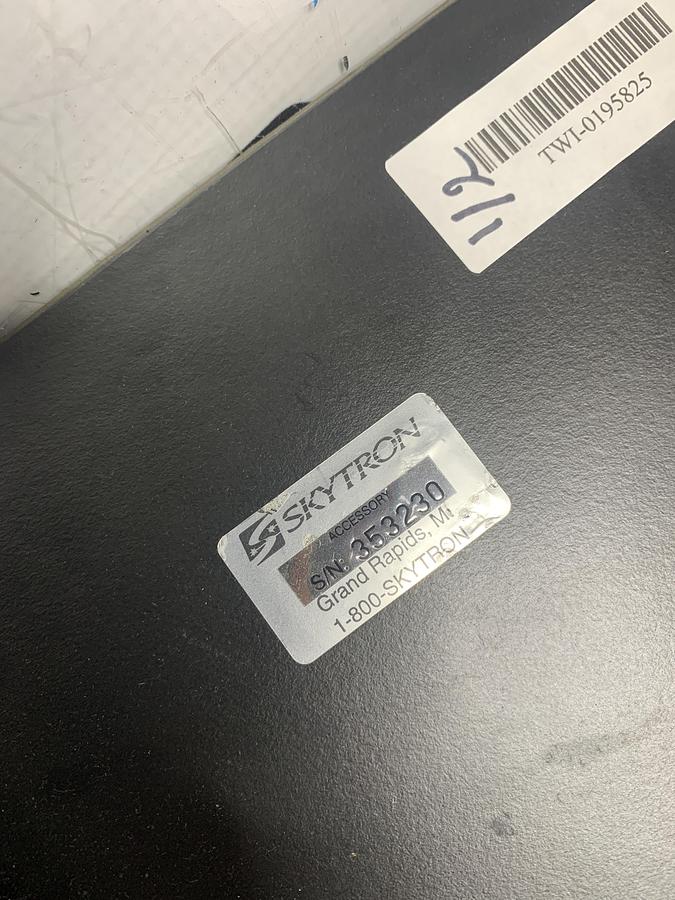 TWI-0195825
1/2
SKYTRON
ACCESSORY
S/N: 353230
Grand Rapids, MI
1-800-SKYTRON-